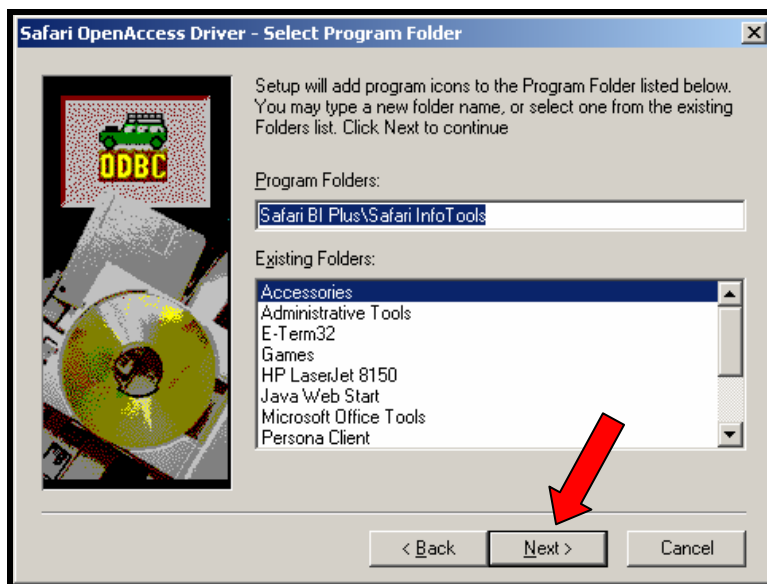 Safari OpenAccess Driver - Select Program Folder
Setup will add program icons to the Program Folder listed below.
You may type a new folder name, or select one from the existing
Folders list. Click Next to continue
ODBC
Program Folders:
Safari BI Plus\Safari InfoTools
Existing Folders:
Accessories
Administrative Tools
E-Term32
Games
HP LaserJet 8150
Java Web Start
Microsoft Office Tools
Persona Client
< Back
Next >
Cancel